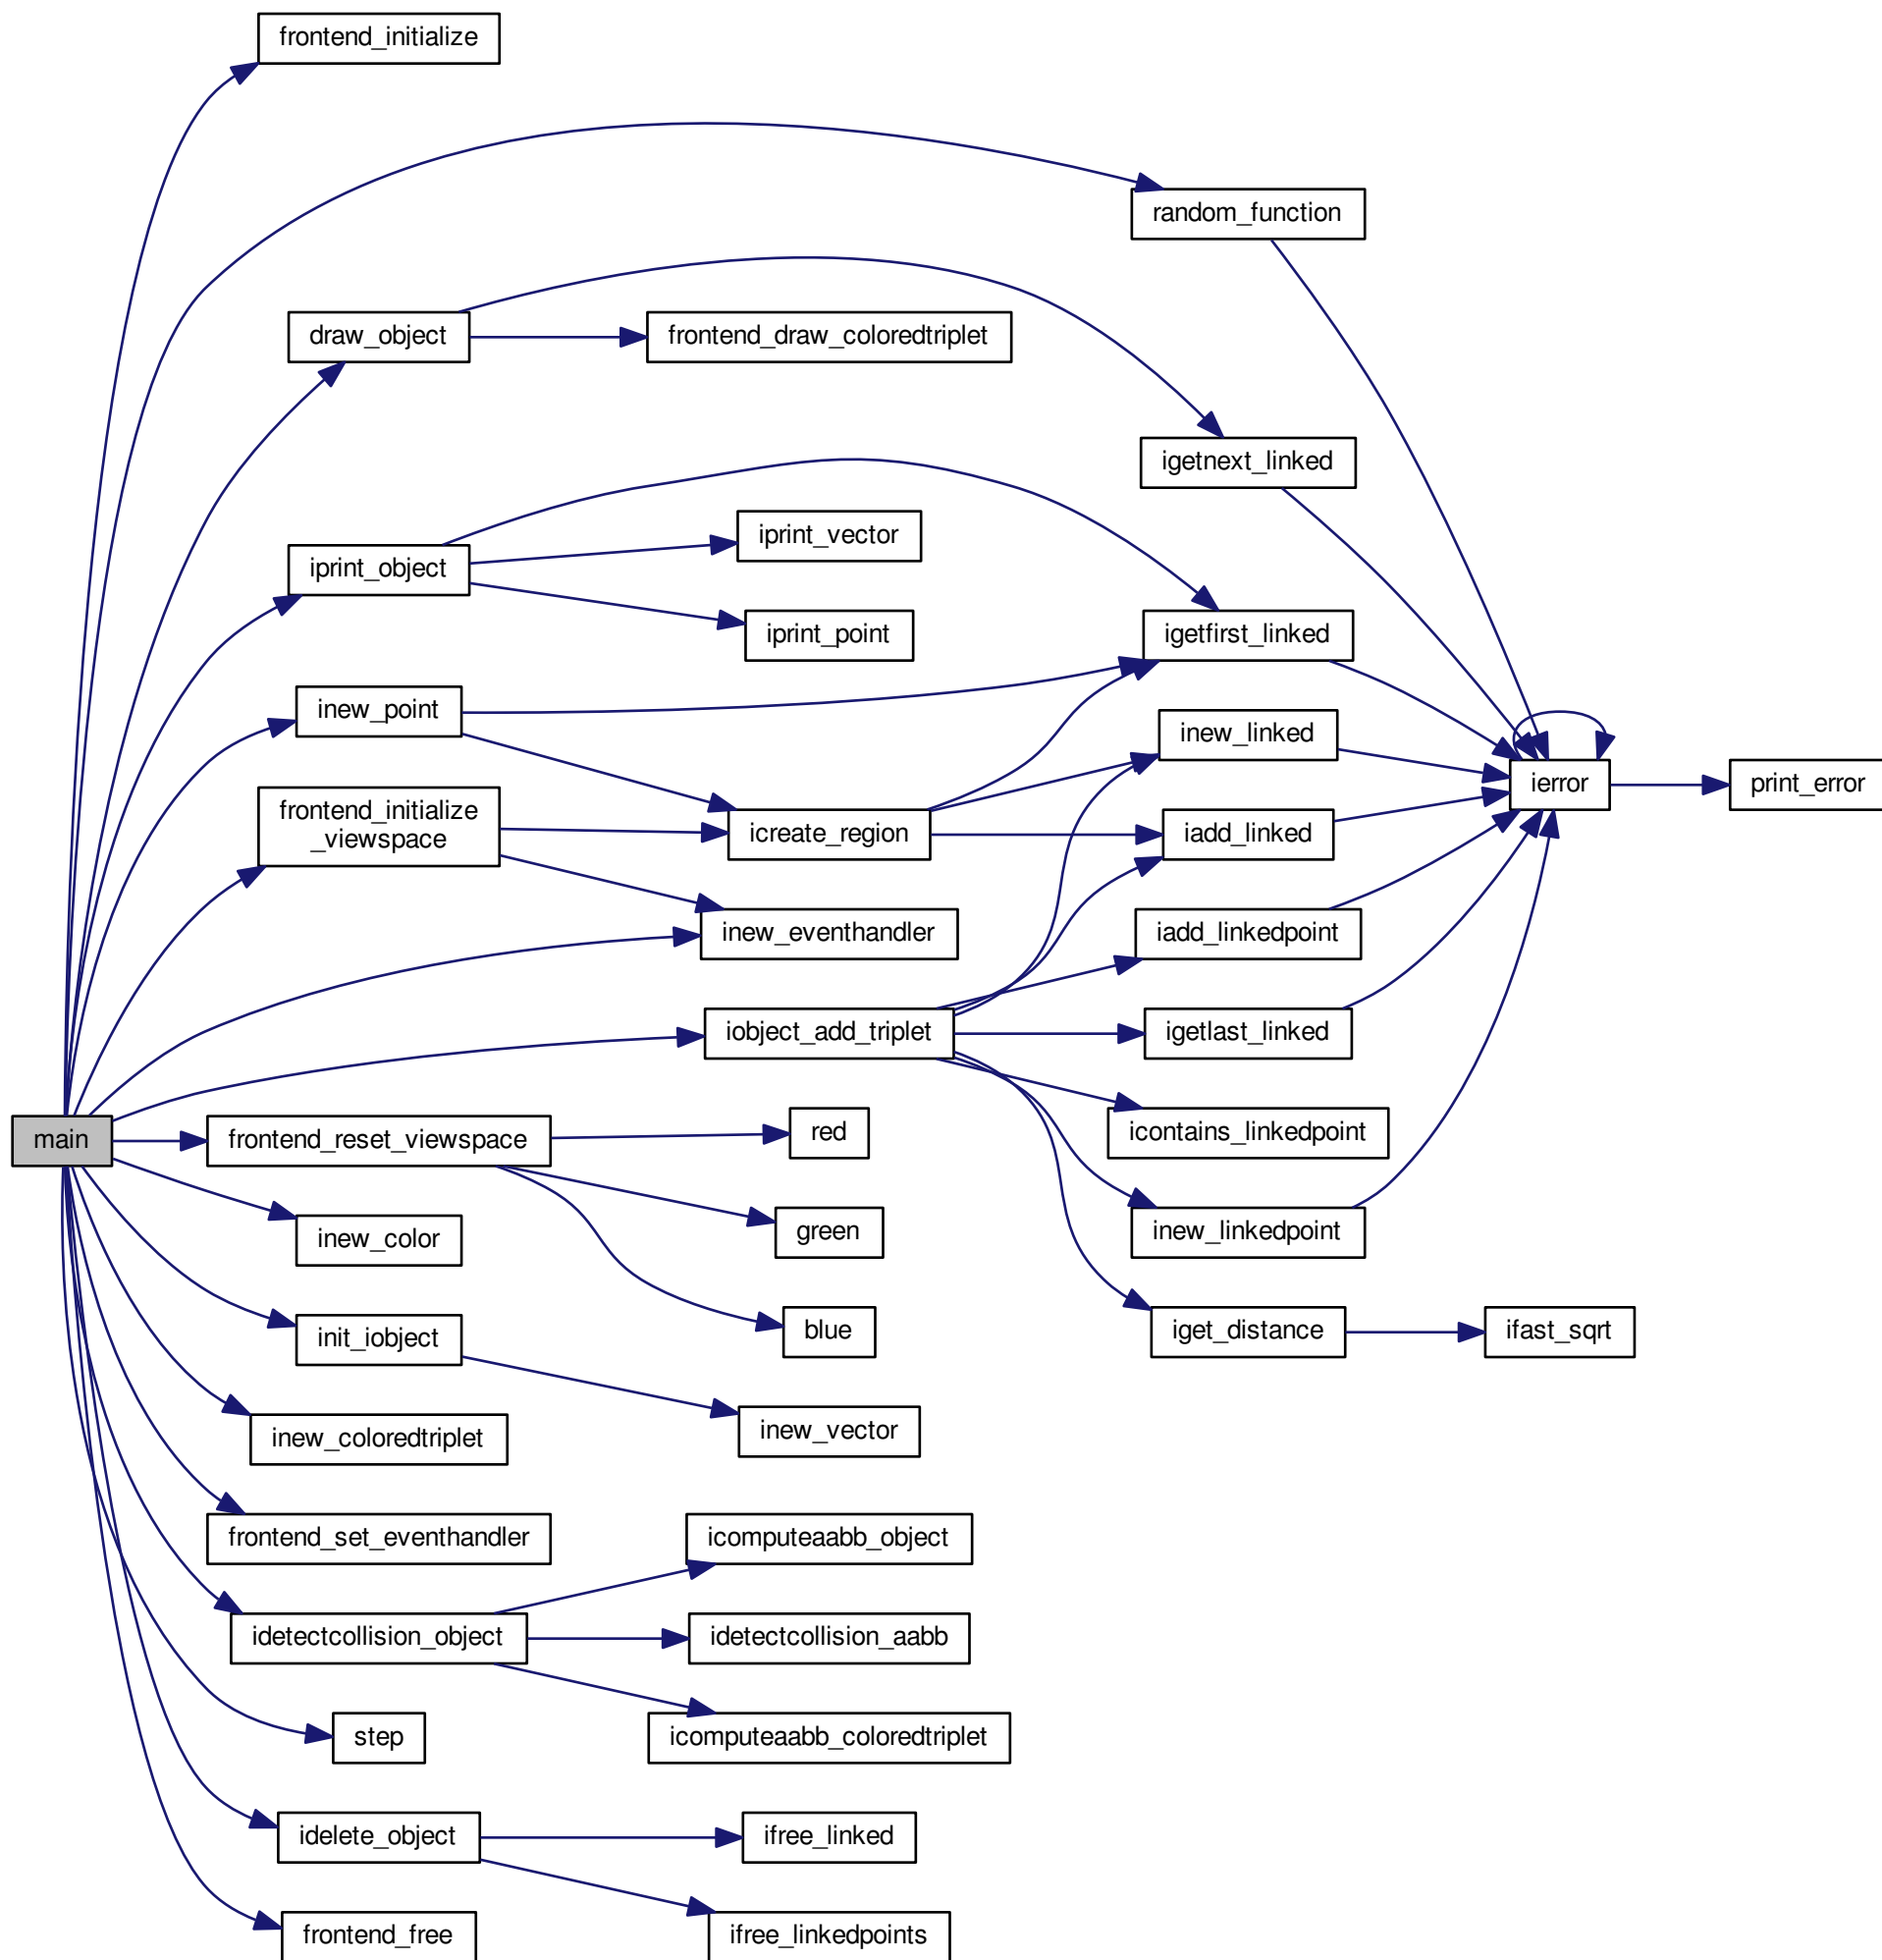 frontend_initialize
random_function
draw_object
frontend_draw_coloredtriplet
igetnext_linked
iprint_vector
iprint_object
iprint_point
igetfirst_linked
inew_point
inew_linked
frontend_initialize
_viewspace
icreate_region
iadd_linked
ierror
print_error
inew_eventhandler
iadd_linkedpoint
iobject_add_triplet
igetlast_linked
main
frontend_reset_viewspace
red
icontains_linkedpoint
inew_color
green
inew_linkedpoint
init_iobject
blue
iget_distance
ifast_sqrt
inew_coloredtriplet
inew_vector
frontend_set_eventhandler
icomputeaabb_object
idetectcollision_object
idetectcollision_aabb
step
icomputeaabb_coloredtriplet
idelete_object
ifree_linked
frontend_free
ifree_linkedpoints